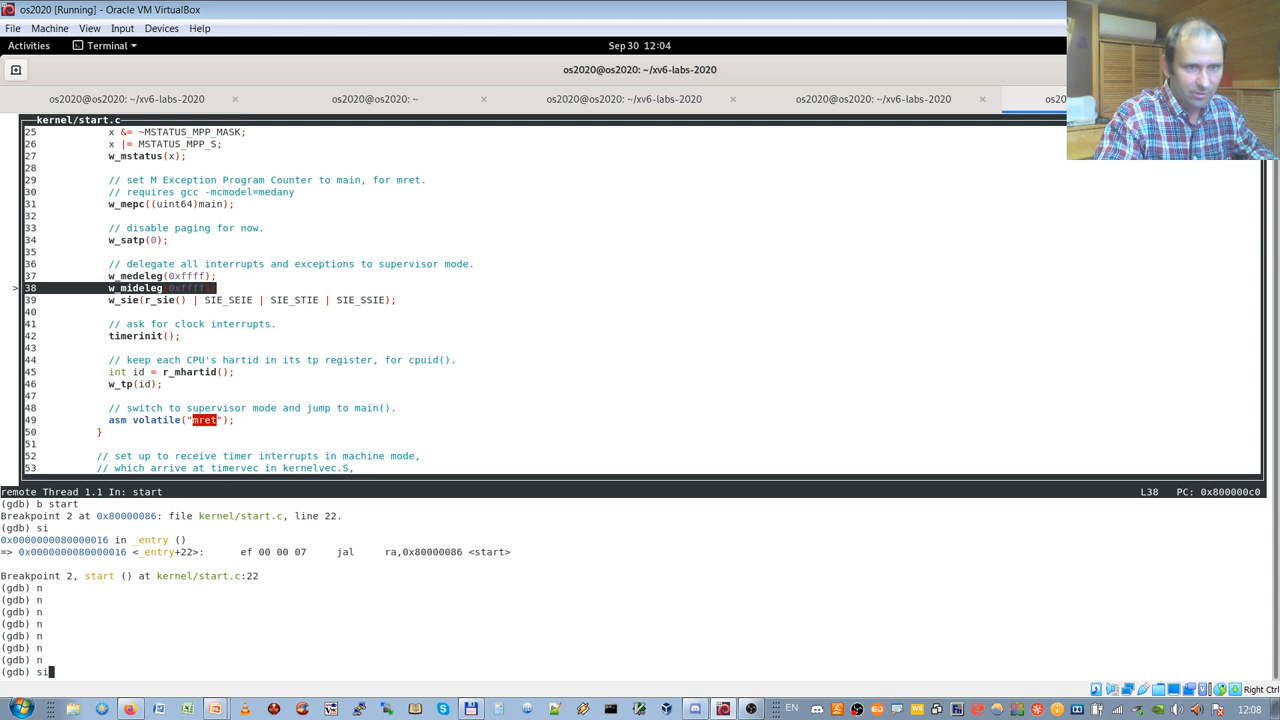 os2020 [Running] - Oracle VM VirtualBox
File Machine View Input Devices Help
Activities Terminal Sep 30 12:04
os2020@os2020: ~/xv6-labs-2020
os2020@os2020: ~/xv6-labs-2020 × os2020@os2020: ~ × os2020@os2020: ~/xv6-labs-2020 × os2020@os2020: ~/xv6-labs-2020 × os20
kernel/start.c
25 x &= ~MSTATUS_MPP_MASK;
26 x |= MSTATUS_MPP_S;
27 w_mstatus(x);
28
29 // set M Exception Program Counter to main, for mret.
30 // requires gcc -mcmodel=medany
31 w_mepc((uint64)main);
32
33 // disable paging for now.
34 w_satp(0);
35
36 // delegate all interrupts and exceptions to supervisor mode.
37 w_medeleg(0xffff);
> 38 w_mideleg(0xffff);
39 w_sie(r_sie() | SIE_SEIE | SIE_STIE | SIE_SSIE);
40
41 // ask for clock interrupts.
42 timerinit();
43
44 // keep each CPU's hartid in its tp register, for cpuid().
45 int id = r_mhartid();
46 w_tp(id);
47
48 // switch to supervisor mode and jump to main().
49 asm volatile("mret");
50 }
51
52 // set up to receive timer interrupts in machine mode,
53 // which arrive at timervec in kernelvec.S,
remote Thread 1.1 In: start L38 PC: 0x800000c0
(gdb) b start
Breakpoint 2 at 0x80000086: file kernel/start.c, line 22.
(gdb) si
0x0000000080000016 in _entry ()
=> 0x0000000080000016 <_entry+22>: ef 00 00 07 jal ra,0x80000086 <start>
Breakpoint 2, start () at kernel/start.c:22
(gdb) n
(gdb) n
(gdb) n
(gdb) n
(gdb) n
(gdb) n
(gdb) n
(gdb) si
Right Ctrl
EN 12:08